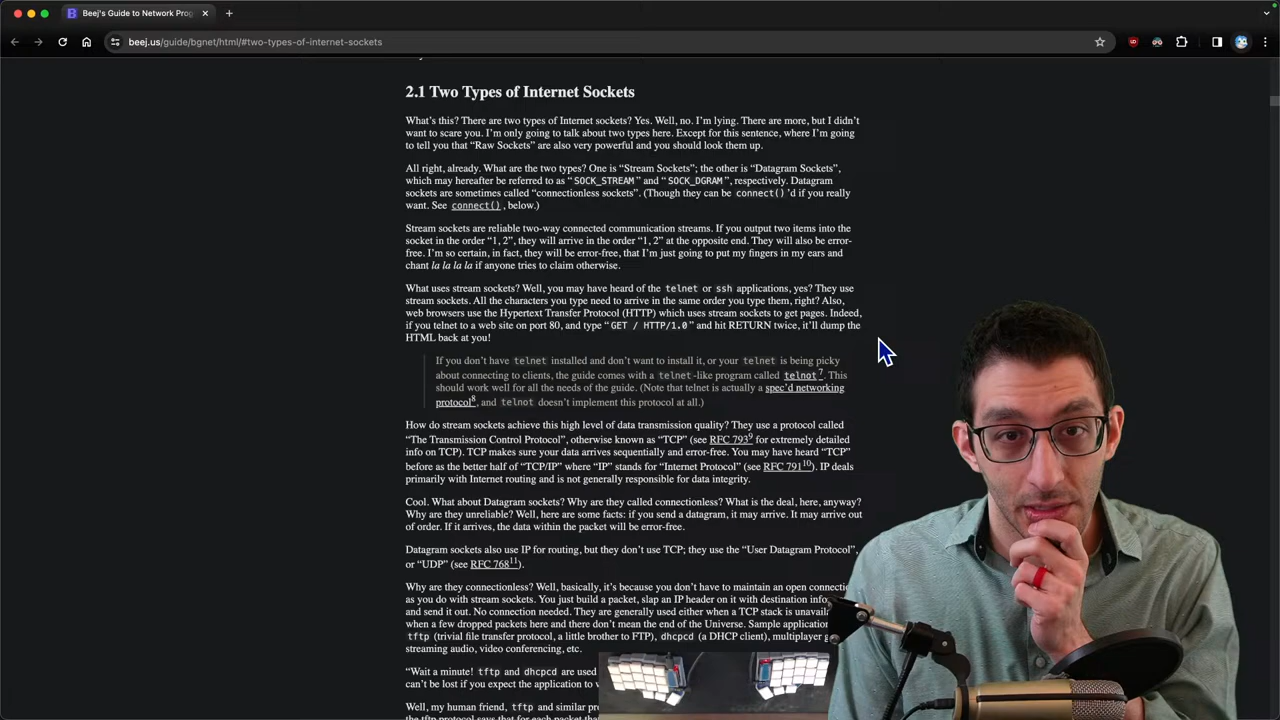 Beej's Guide to Network Prog
beej.us/guide/bgnet/html/#two-types-of-internet-sockets
2.1 Two Types of Internet Sockets
What's this? There are two types of Internet sockets? Yes. Well, no. I'm lying. There are more, but I didn't
want to scare you. I'm only going to talk about two types here. Except for this sentence, where I'm going
to tell you that “Raw Sockets” are also very powerful and you should look them up.
All right, already. What are the two types? One is “Stream Sockets”; the other is “Datagram Sockets”,
which may hereafter be referred to as “SOCK_STREAM” and “SOCK_DGRAM”, respectively. Datagram
sockets are sometimes called “connectionless sockets”. (Though they can be connect()'d if you really
want. See connect(), below.)
Stream sockets are reliable two-way connected communication streams. If you output two items into the
socket in the order “1, 2”, they will arrive in the order “1, 2” at the opposite end. They will also be error-
free. I'm so certain, in fact, they will be error-free, that I'm just going to put my fingers in my ears and
chant la la la la if anyone tries to claim otherwise.
What uses stream sockets? Well, you may have heard of the telnet or ssh applications, yes? They use
stream sockets. All the characters you type need to arrive in the same order you type them, right? Also,
web browsers use the Hypertext Transfer Protocol (HTTP) which uses stream sockets to get pages. Indeed,
if you telnet to a web site on port 80, and type “GET / HTTP/1.0” and hit RETURN twice, it'll dump the
HTML back at you!
If you don't have telnet installed and don't want to install it, or your telnet is being picky
about connecting to clients, the guide comes with a telnet-like program called telnot7. This
should work well for all the needs of the guide. (Note that telnet is actually a spec'd networking
protocol8, and telnot doesn't implement this protocol at all.)
How do stream sockets achieve this high level of data transmission quality? They use a protocol called
“The Transmission Control Protocol”, otherwise known as “TCP” (see RFC 7939 for extremely detailed
info on TCP). TCP makes sure your data arrives sequentially and error-free. You may have heard “TCP”
before as the better half of “TCP/IP” where “IP” stands for “Internet Protocol” (see RFC 79110). IP deals
primarily with Internet routing and is not generally responsible for data integrity.
Cool. What about Datagram sockets? Why are they called connectionless? What is the deal, here, anyway?
Why are they unreliable? Well, here are some facts: if you send a datagram, it may arrive. It may arrive out
of order. If it arrives, the data within the packet will be error-free.
Datagram sockets also use IP for routing, but they don't use TCP; they use the “User Datagram Protocol”,
or “UDP” (see RFC 76811).
Why are they connectionless? Well, basically, it's because you don't have to maintain an open connectio
as you do with stream sockets. You just build a packet, slap an IP header on it with destination
and send it out. No connection needed. They are generally used either when a TCP stack is
when a few dropped packets here and there don't mean the end of the Universe. Sample
tftp (trivial file transfer protocol, a little brother to FTP), dhcpcd (a DHCP client), multiplayer
streaming audio, video conferencing, etc.
“Wait a minute! tftp and dhcpcd are used
can't be lost if you expect the application to
Well, my human friend, tftp and similar
the tftp protocol says that for each packet